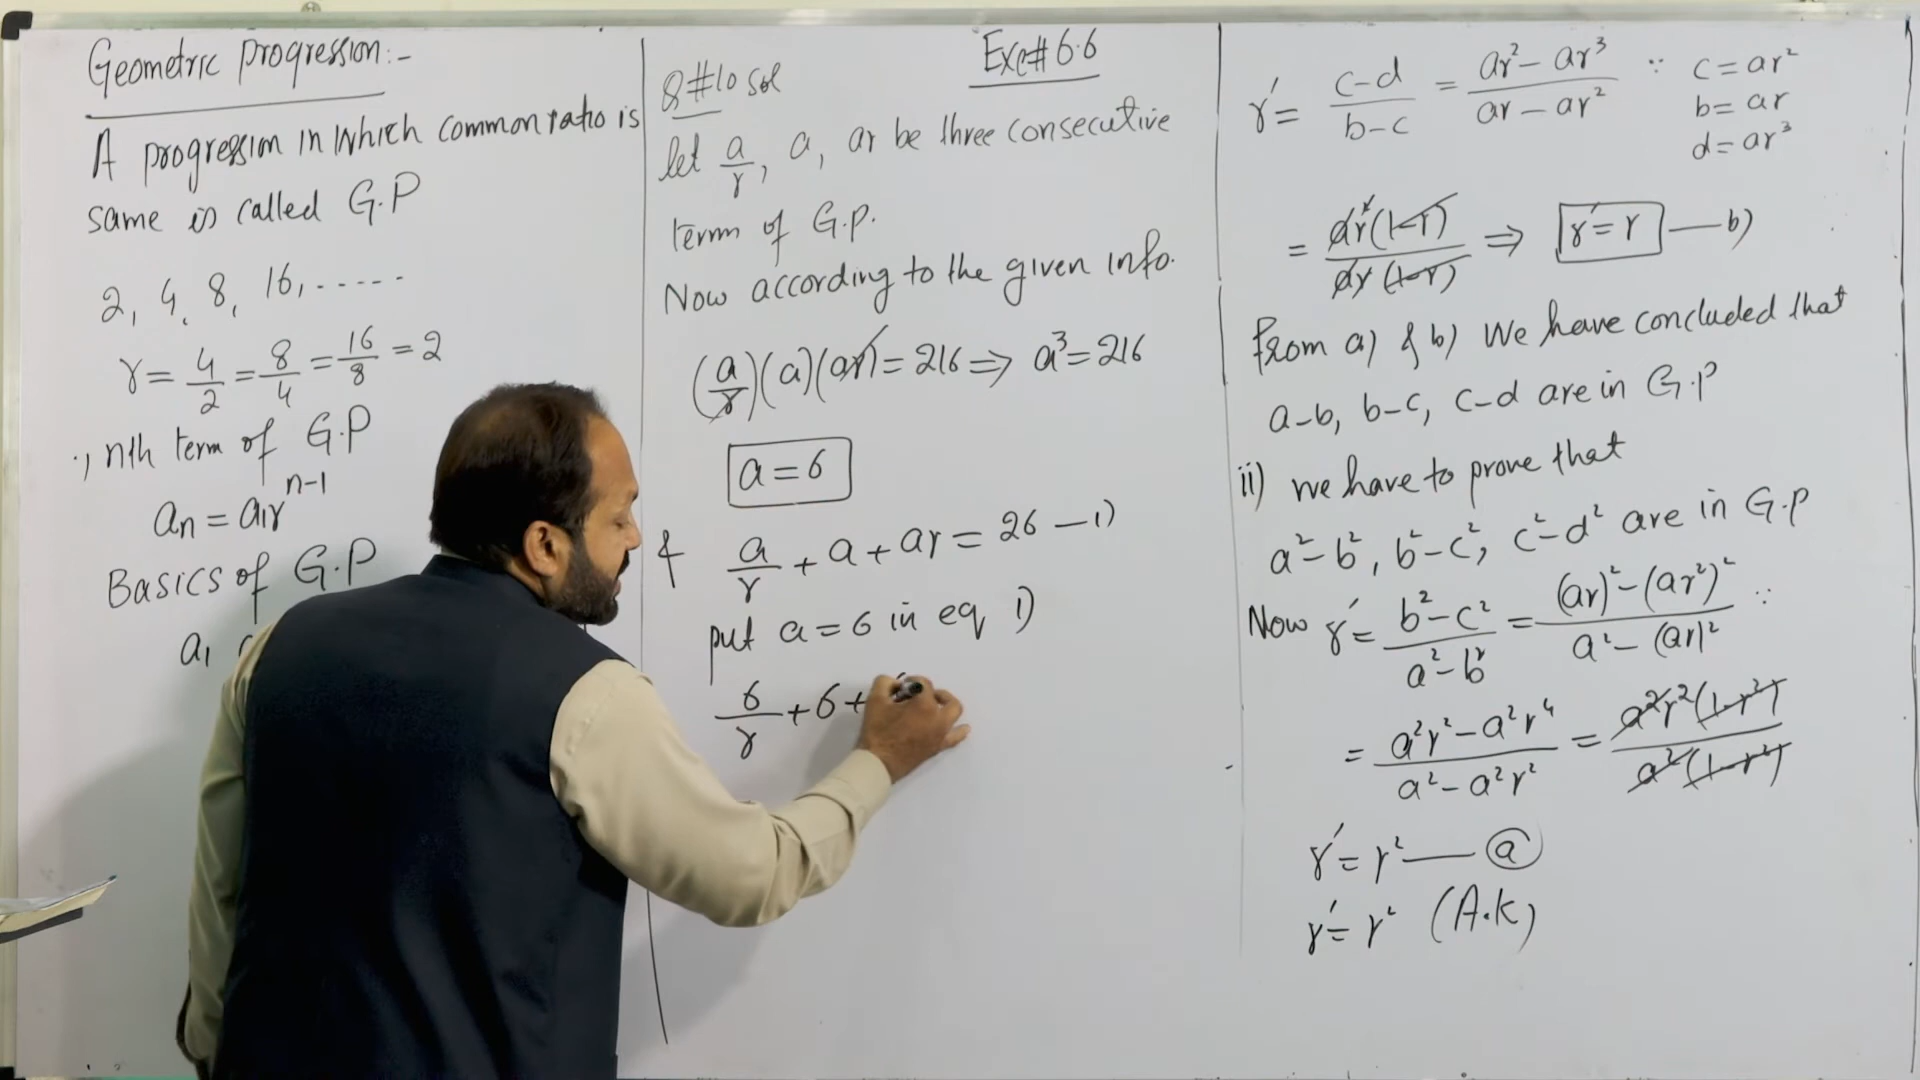 Geometric progression:-
A progression in which common ratio is
same is called G.P
2, 4, 8, 16, .....
r = 4/2 = 8/4 = 16/8 = 2
., nth term of G.P
an = a1r^n-1
Basics of G.P
a,
Exe# 6.6
Q#10 sol
let a/r, a, ar be three consecutive
term of G.P.
Now according to the given info.
(a/r)(a)(ar) = 216 ⇒ a³ = 216
a = 6
& a/r + a + ar = 26 — 1)
put a = 6 in eq 1)
6/r + 6 +
r′ = c-d/b-c = ar² - ar³/ar - ar² ∵ c = ar²
b = ar
d = ar³
= ar²(1-r)/ar(1-r) ⇒ r′ = r — b)
From a) & b) We have concluded that
a-b, b-c, c-d are in G.P
ii) we have to prove that
a²-b², b²-c², c²-d² are in G.P
Now r′ = b²-c²/a²-b² = (ar)²-(ar²)²/a²-(ar)² ∵
= a²r²-a²r⁴/a²-a²r² = a²r²(1-r²)/a²(1-r²)
r′ = r² — ⓐ
r′ = r² (A.K)